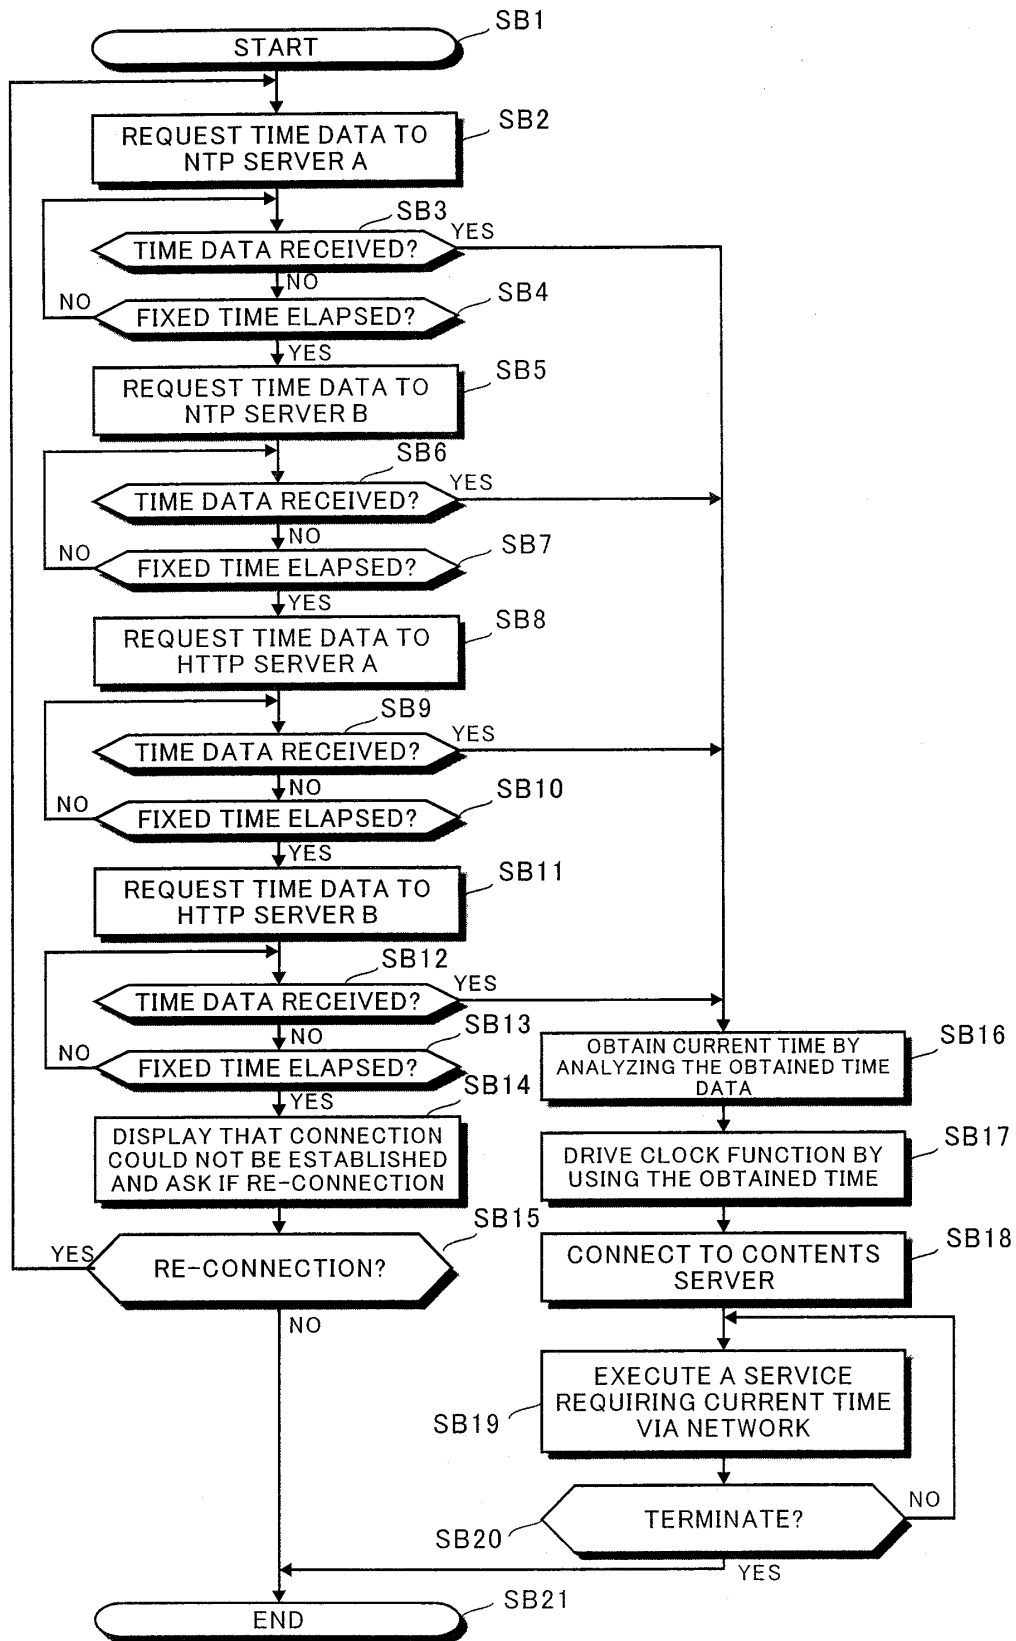 SB1
START
SB2
REQUEST TIME DATA TO
NTP SERVER A
SB3
TIME DATA RECEIVED?
YES
NO
SB4
FIXED TIME ELAPSED?
NO
YES
SB5
REQUEST TIME DATA TO
NTP SERVER B
SB6
TIME DATA RECEIVED?
YES
NO
SB7
FIXED TIME ELAPSED?
NO
YES
SB8
REQUEST TIME DATA TO
HTTP SERVER A
SB9
TIME DATA RECEIVED?
YES
NO
SB10
FIXED TIME ELAPSED?
NO
YES
SB11
REQUEST TIME DATA TO
HTTP SERVER B
SB12
TIME DATA RECEIVED?
YES
NO
SB13
FIXED TIME ELAPSED?
NO
YES
SB14
DISPLAY THAT CONNECTION
COULD NOT BE ESTABLISHED
AND ASK IF RE-CONNECTION
SB15
RE-CONNECTION?
YES
NO
SB16
OBTAIN CURRENT TIME BY
ANALYZING THE OBTAINED TIME
DATA
SB17
DRIVE CLOCK FUNCTION BY
USING THE OBTAINED TIME
SB18
CONNECT TO CONTENTS
SERVER
SB19
EXECUTE A SERVICE
REQUIRING CURRENT TIME
VIA NETWORK
SB20
TERMINATE?
NO
YES
SB21
END